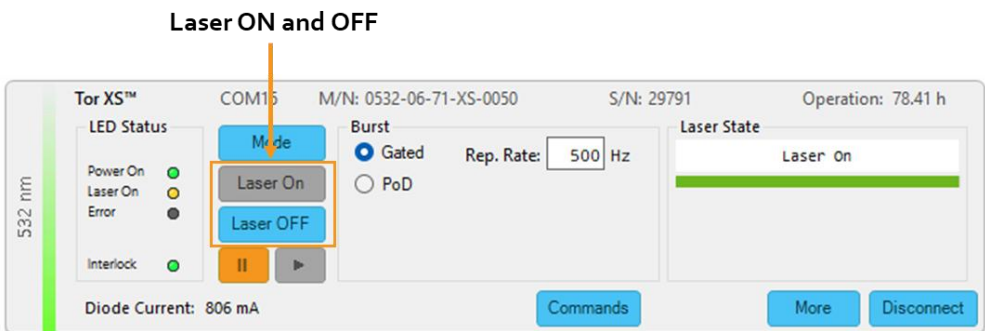 Laser ON and OFF
Tor XS™ COM15 M/N: 0532-06-71-XS-0050 S/N: 29791 Operation: 78.41 h
LED Status
Power On
Laser On
Error
Interlock
Mode
Laser On
Laser OFF
Burst
Gated Rep. Rate: 500 Hz
PoD
Laser State
Laser On
532 nm
Diode Current: 806 mA
Commands
More
Disconnect